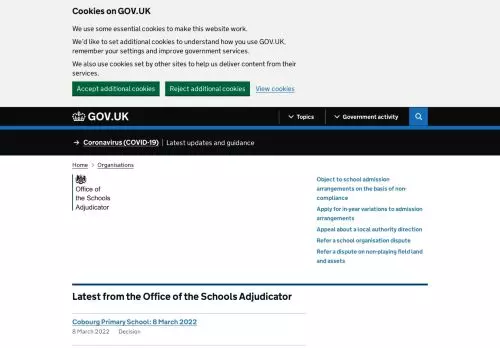 Cookies on GOV.UK
We use some essential cookies to make this website work.
We'd like to set additional cookies to understand how you use GOV.UK,
remember your settings and improve government services.
We also use cookies set by other sites to help us deliver content from their
services.
Accept additional cookies
Reject additional cookies
View cookies
GOV.UK
Topics
Government activity
→ Coronavirus (COVID-19) | Latest updates and guidance
Home > Organisations
Office of
the Schools
Adjudicator
Object to school admission
arrangements on the basis of non-
compliance
Apply for in-year variations to admission
arrangements
Appeal about a local authority direction
Refer a school organisation dispute
Refer a dispute on non-playing field land
and assets
Latest from the Office of the Schools Adjudicator
Cobourg Primary School: 8 March 2022
8 March 2022 Decision